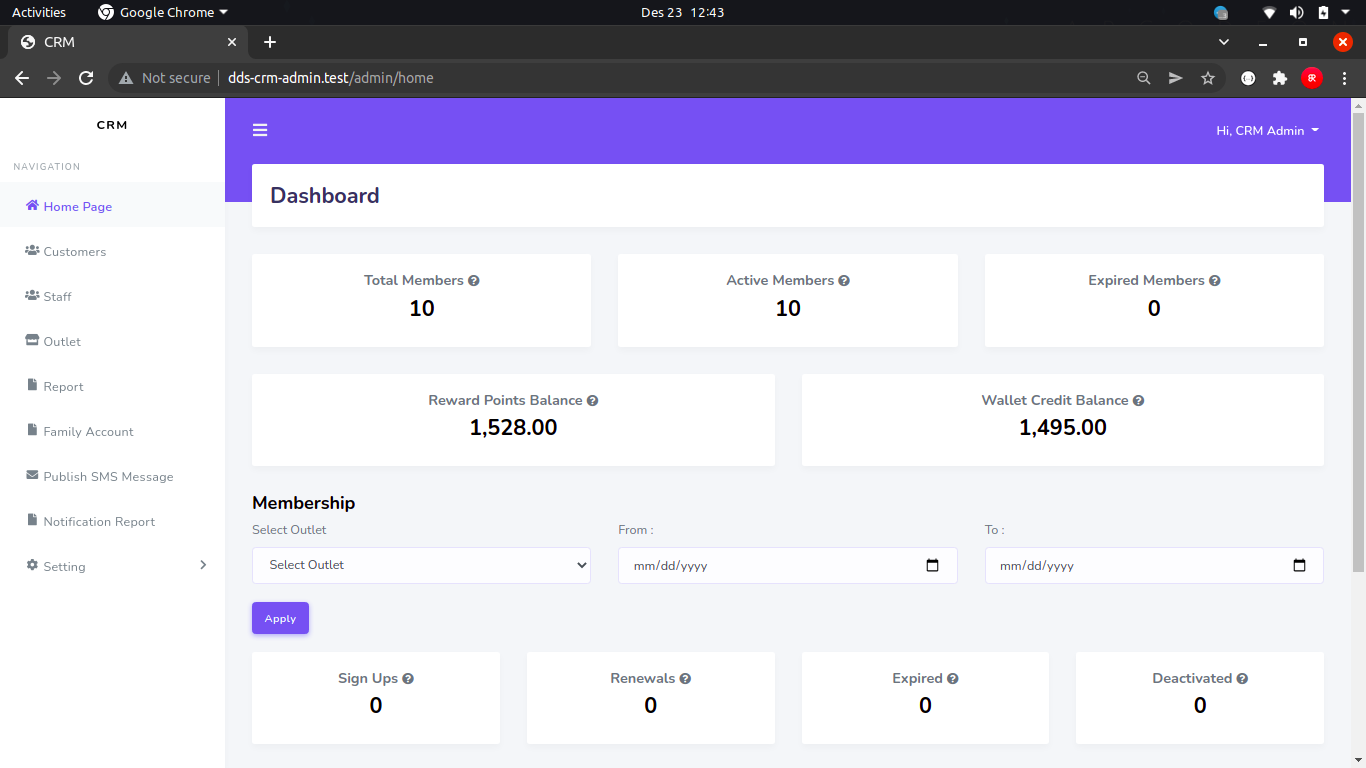 Activities Google Chrome Des 23 12:43
CRM
Not secure dds-crm-admin.test/admin/home
CRM
NAVIGATION
Home Page
Customers
Staff
Outlet
Report
Family Account
Publish SMS Message
Notification Report
Setting
Hi, CRM Admin
Dashboard
Total Members
10
Active Members
10
Expired Members
0
Reward Points Balance
1,528.00
Wallet Credit Balance
1,495.00
Membership
Select Outlet
Select Outlet
From :
mm/dd/yyyy
To :
mm/dd/yyyy
Apply
Sign Ups
0
Renewals
0
Expired
0
Deactivated
0